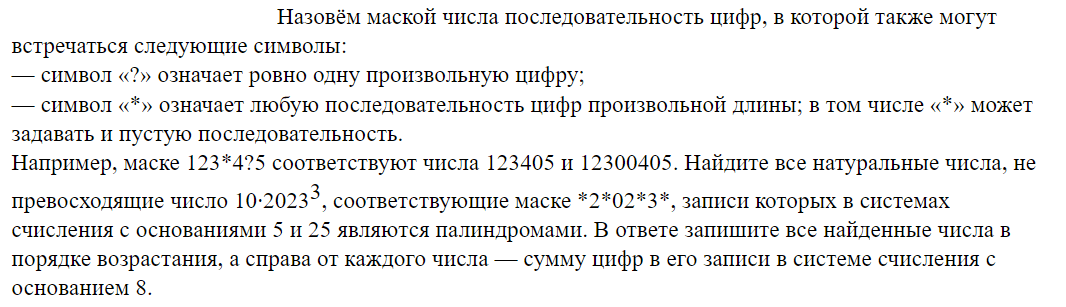 Назовём маской числа последовательность цифр, в которой также могут
встречаться следующие символы:
— символ «?» означает ровно одну произвольную цифру;
— символ «*» означает любую последовательность цифр произвольной длины; в том числе «*» может
задавать и пустую последовательность.
Например, маске 123*4?5 соответствуют числа 123405 и 12300405. Найдите все натуральные числа, не
превосходящие число 10·2023³, соответствующие маске *2*02*3*, записи которых в системах
счисления с основаниями 5 и 25 являются палиндромами. В ответе запишите все найденные числа в
порядке возрастания, а справа от каждого числа — сумму цифр в его записи в системе счисления с
основанием 8.